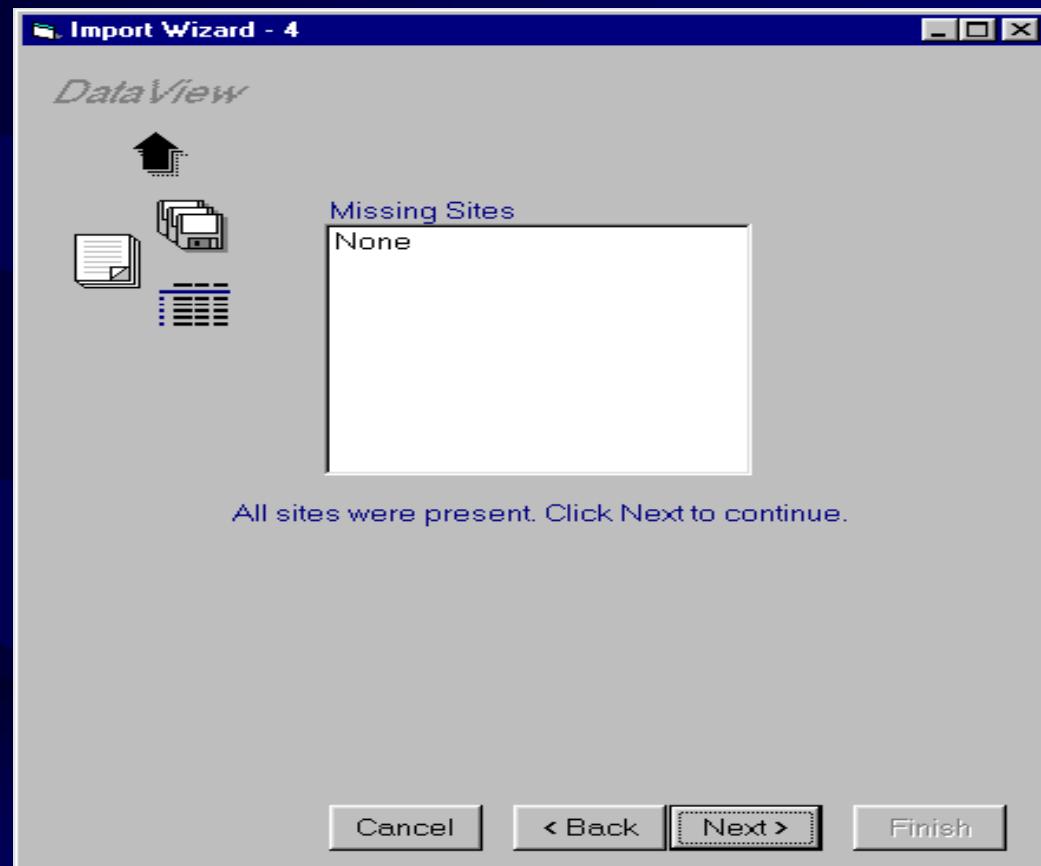 Import Wizard - 4
DataView
Missing Sites
None
All sites were present. Click Next to continue.
Cancel < Back Next > Finish